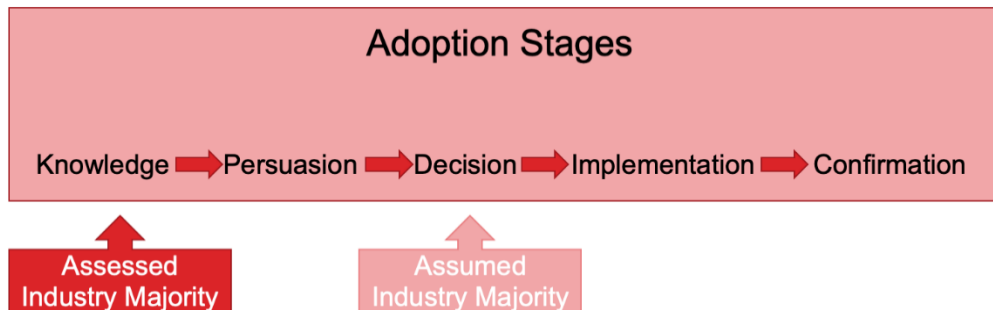 Adoption Stages
Knowledge Persuasion Decision Implementation Confirmation
Assessed
Industry Majority
Assumed
Industry Majority